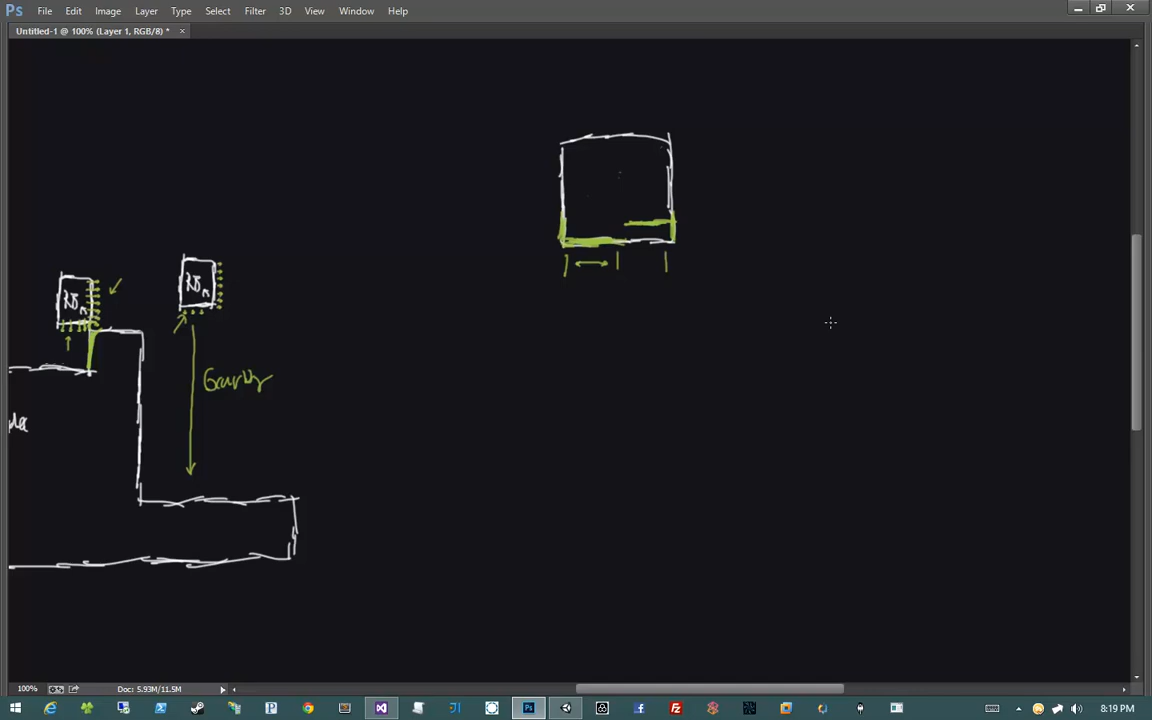 Ps File Edit Image Layer Type Select Filter 3D View Window Help
Untitled-1 @ 100% (Layer 1, RGB/8) *
Gravity
100% Doc: 5.93M/11.5M
8:19 PM